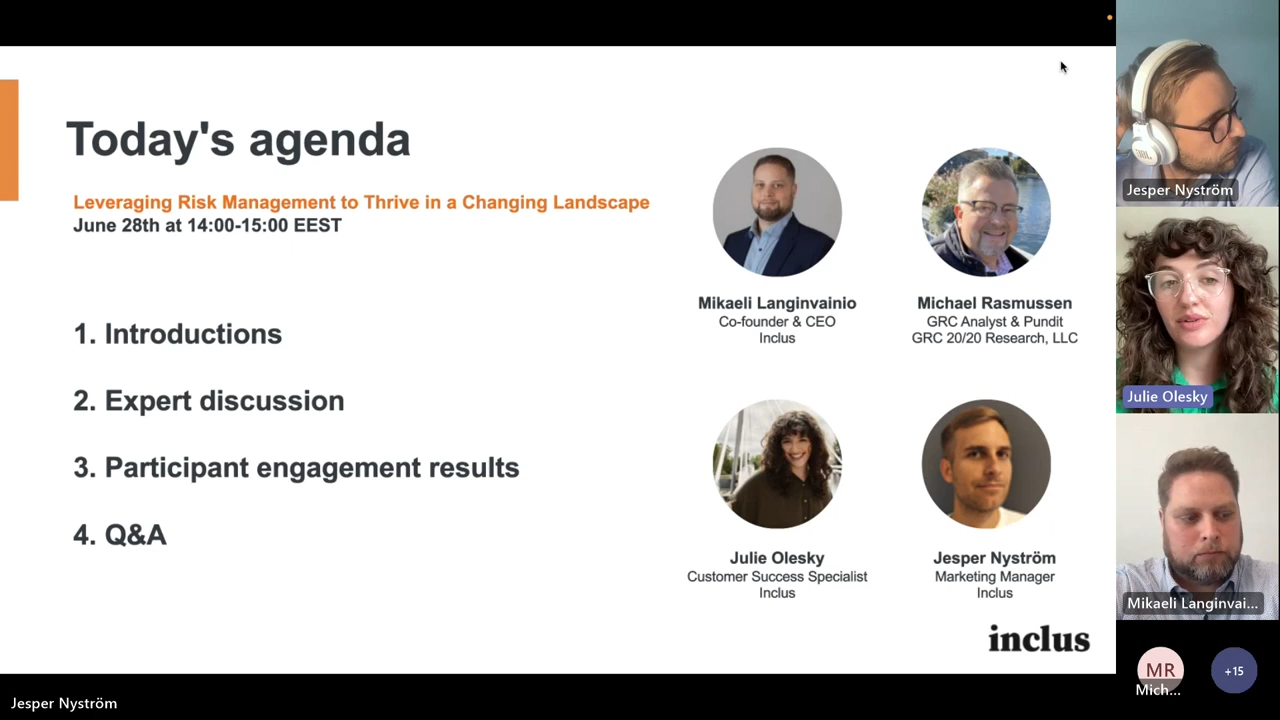 Today's agenda
Leveraging Risk Management to Thrive in a Changing Landscape
June 28th at 14:00-15:00 EEST
1. Introductions
2. Expert discussion
3. Participant engagement results
4. Q&A
Mikaeli Langinvainio
Co-founder & CEO
Inclus
Michael Rasmussen
GRC Analyst & Pundit
GRC 20/20 Research, LLC
Julie Olesky
Customer Success Specialist
Inclus
Jesper Nyström
Marketing Manager
Inclus
inclus
JBL
Jesper Nyström
Julie Olesky
Mikaeli Langinvai...
MR
Mich...
+15
Jesper Nyström